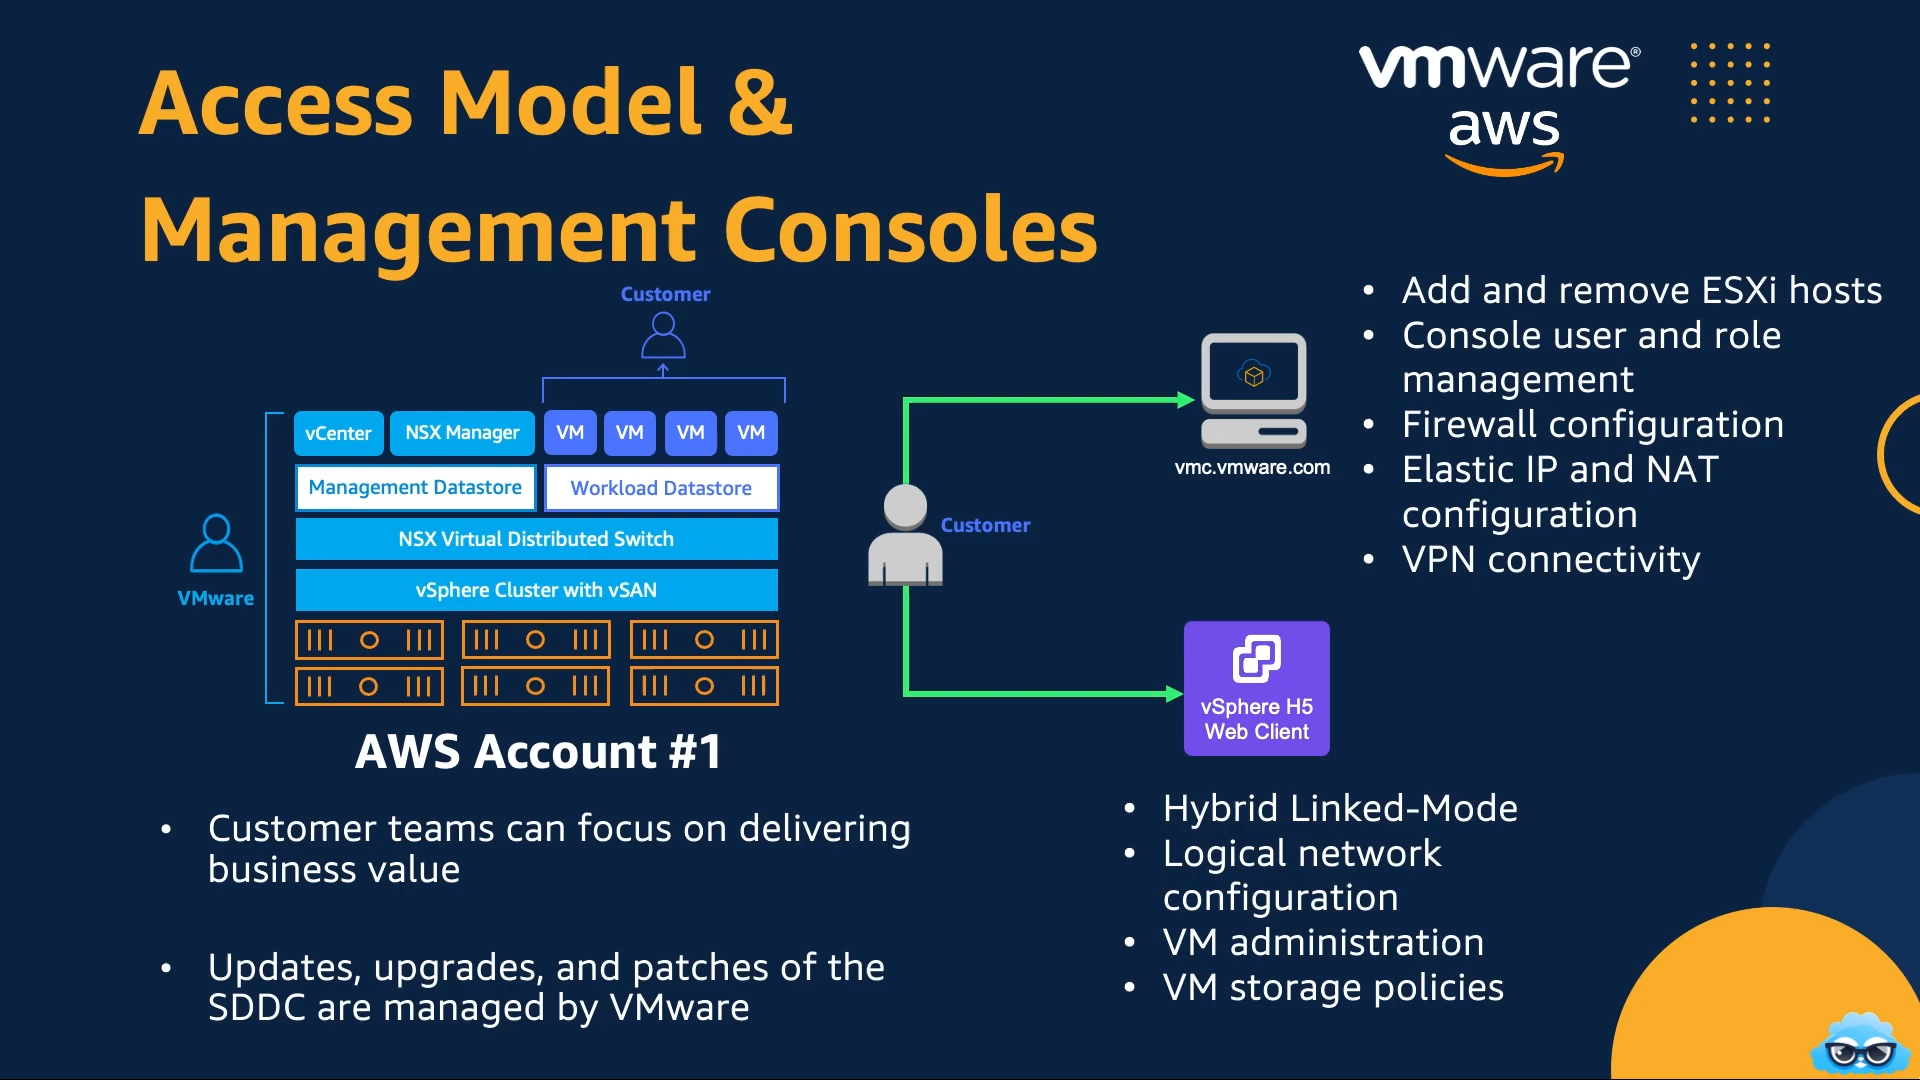 Access Model &
Management Consoles
vmware®
aws
Customer
vCenter
NSX Manager
VM
VM
VM
VM
Management Datastore
Workload Datastore
NSX Virtual Distributed Switch
vSphere Cluster with vSAN
VMware
AWS Account #1
• Customer teams can focus on delivering
business value
• Updates, upgrades, and patches of the
SDDC are managed by VMware
Customer
vmc.vmware.com
• Add and remove ESXi hosts
• Console user and role
management
• Firewall configuration
• Elastic IP and NAT
configuration
• VPN connectivity
vSphere H5
Web Client
• Hybrid Linked-Mode
• Logical network
configuration
• VM administration
• VM storage policies